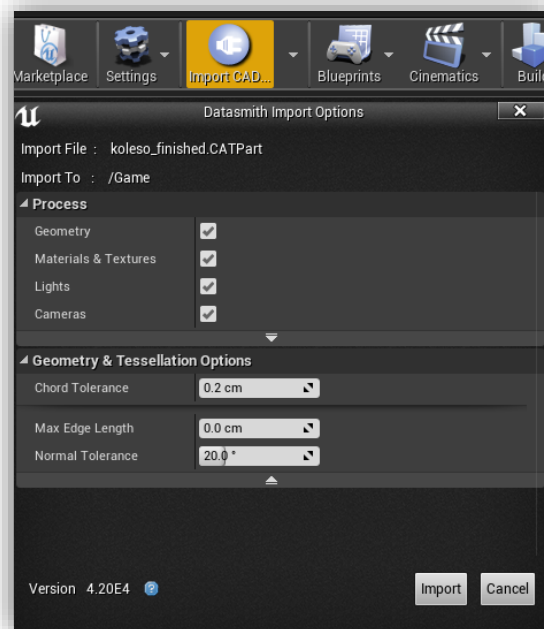 Marketplace Settings Import CAD... Blueprints Cinematics Build
Datasmith Import Options
Import File : koleso_finished.CATPart
Import To : /Game
Process
Geometry
Materials & Textures
Lights
Cameras
Geometry & Tessellation Options
Chord Tolerance 0.2 cm
Max Edge Length 0.0 cm
Normal Tolerance 20.0 °
Version 4.20E4 ? Import Cancel